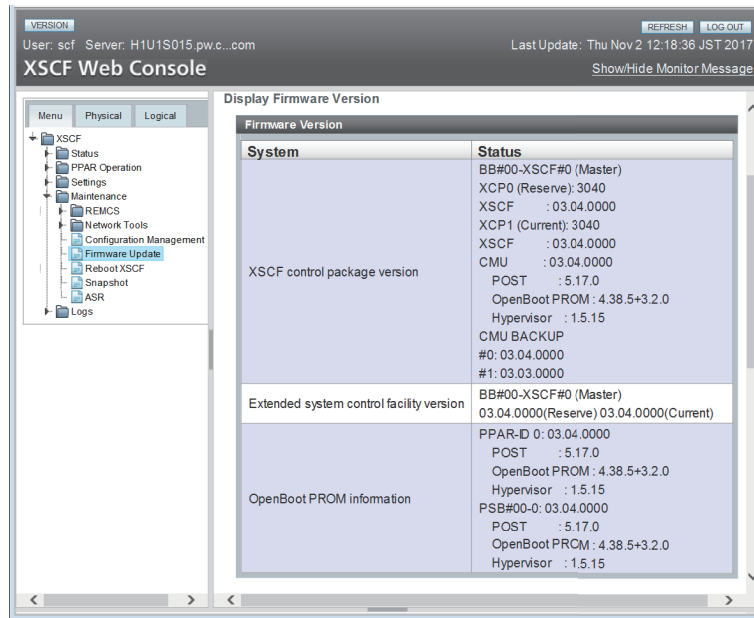 VERSION
REFRESH LOG OUT
User: scf Server: H1U1S015.pw.c...com
Last Update: Thu Nov 2 12:18:36 JST 2017
XSCF Web Console
Show/Hide Monitor Message
Menu Physical Logical
XSCF
Status
PPAR Operation
Settings
Maintenance
REMCS
Network Tools
Configuration Management
Firmware Update
Reboot XSCF
Snapshot
ASR
Logs
Display Firmware Version
Firmware Version
System Status
XSCF control package version
BB#00-XSCF#0 (Master)
XCP0 (Reserve): 3040
XSCF : 03.04.0000
XCP1 (Current): 3040
XSCF : 03.04.0000
CMU : 03.04.0000
POST : 5.17.0
OpenBoot PROM : 4.38.5+3.2.0
Hypervisor : 1.5.15
CMU BACKUP
#0: 03.04.0000
#1: 03.03.0000
Extended system control facility version
BB#00-XSCF#0 (Master)
03.04.0000(Reserve) 03.04.0000(Current)
OpenBoot PROM information
PPAR-ID 0: 03.04.0000
POST : 5.17.0
OpenBoot PROM : 4.38.5+3.2.0
Hypervisor : 1.5.15
PSB#00-0: 03.04.0000
POST : 5.17.0
OpenBoot PROM : 4.38.5+3.2.0
Hypervisor : 1.5.15